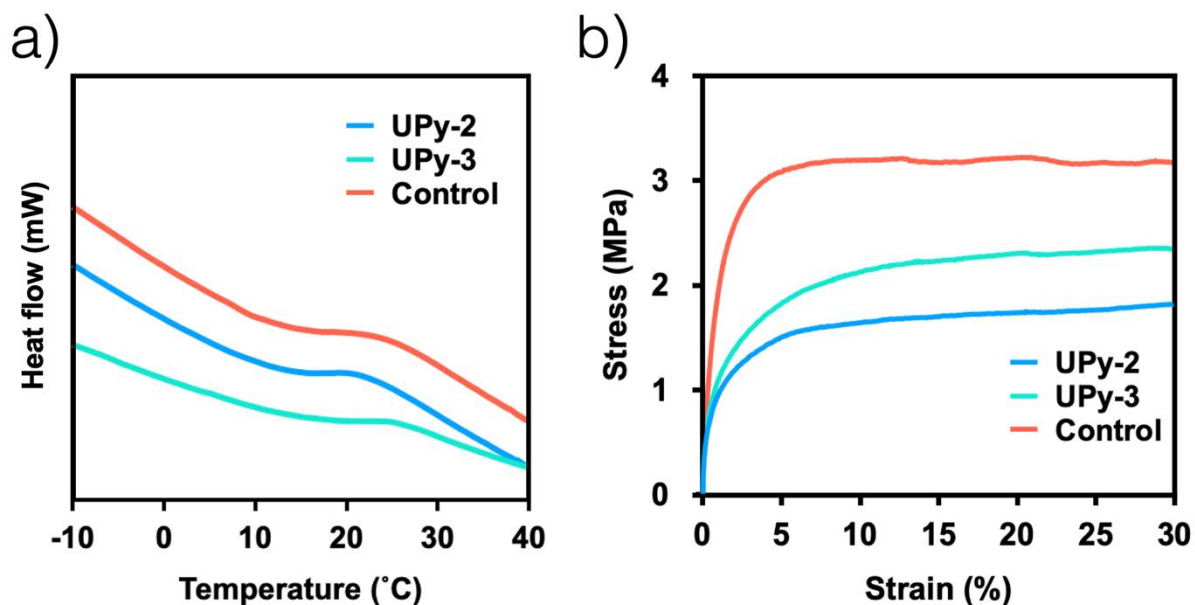 a)
Heat flow (mW)
UPy-2
UPy-3
Control
-10 0 10 20 30 40
Temperature (˚C)
b)
Stress (MPa)
4
3
2
1
0
UPy-2
UPy-3
Control
0 5 10 15 20 25 30
Strain (%)